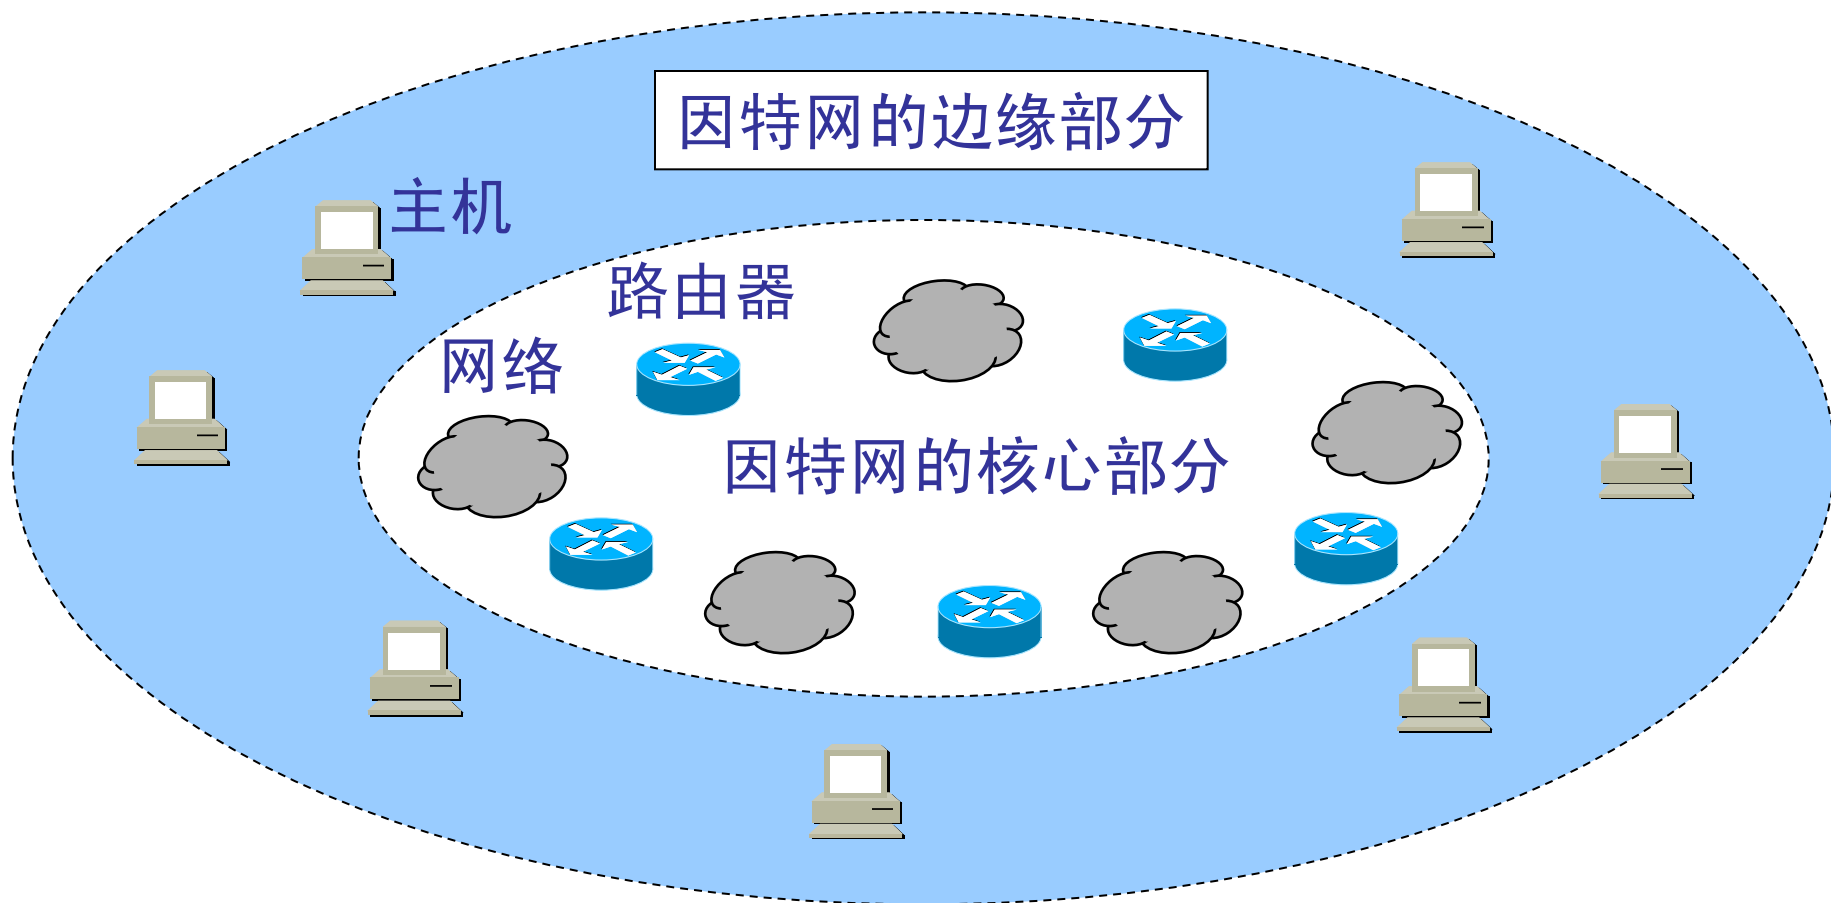 因特网的边缘部分
主机
路由器
网络
因特网的核心部分